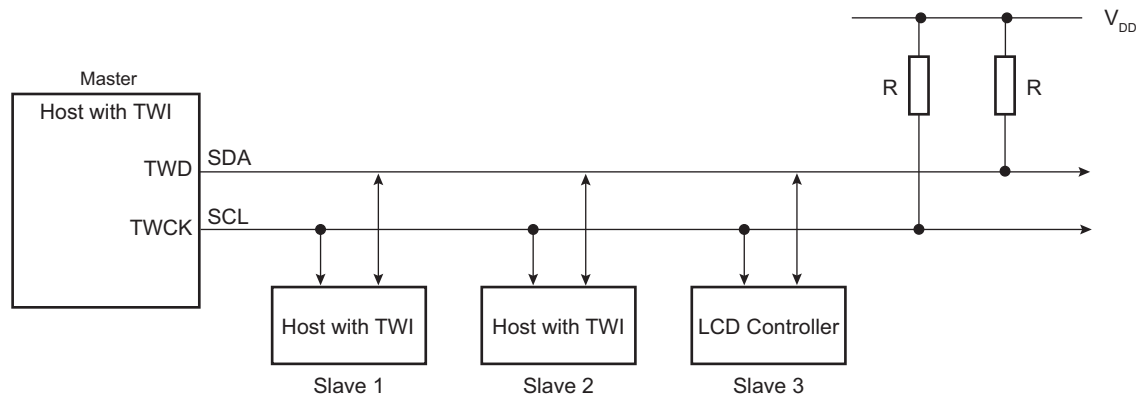 V_DD
Master
Host with TWI
R
R
TWD
SDA
TWCK
SCL
Host with TWI
Host with TWI
LCD Controller
Slave 1
Slave 2
Slave 3